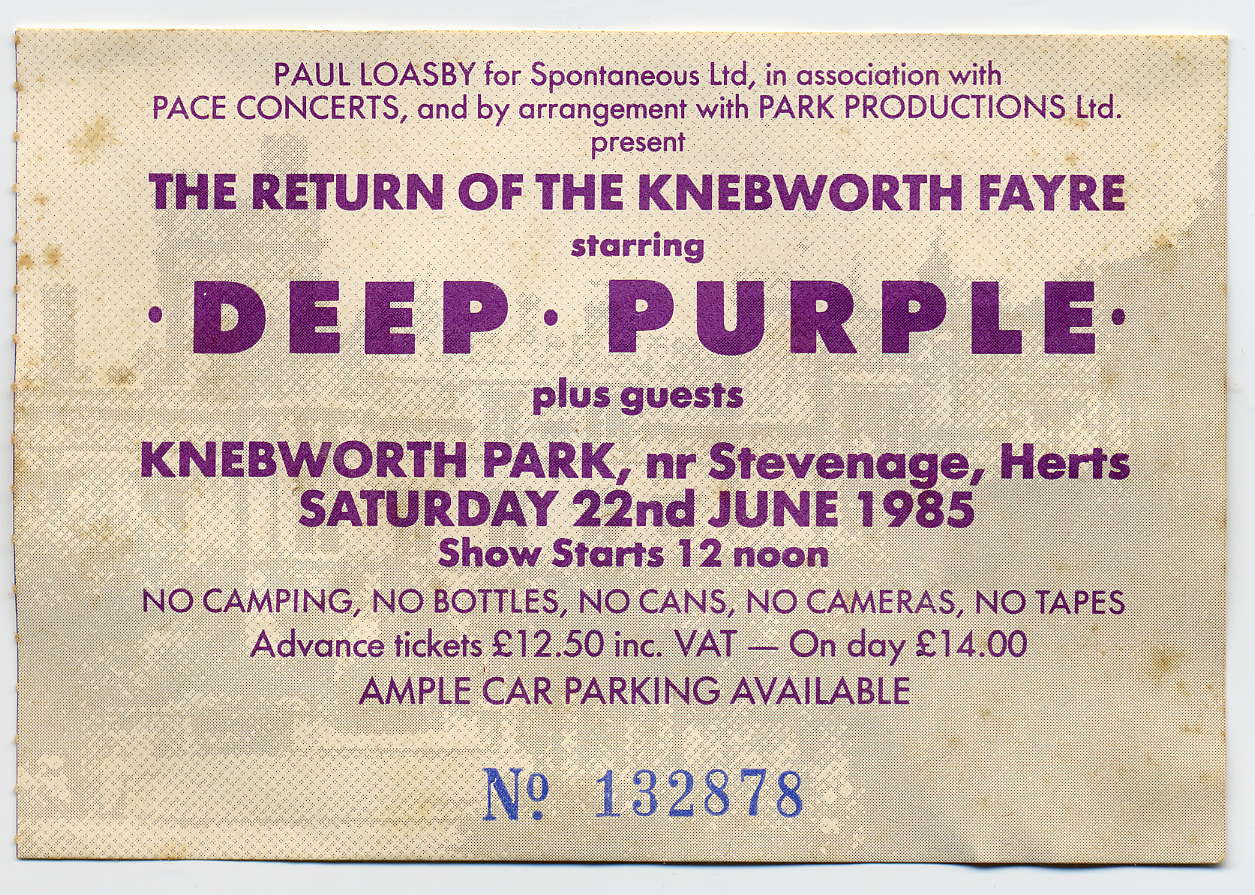 PAUL LOASBY for Spontaneous Ltd, in association with
PACE CONCERTS, and by arrangement with PARK PRODUCTIONS Ltd.
present
THE RETURN OF THE KNEBWORTH FAYRE
starring
·DEEP·PURPLE·
plus guests
KNEBWORTH PARK, nr Stevenage, Herts
SATURDAY 22nd JUNE 1985
Show Starts 12 noon
NO CAMPING, NO BOTTLES, NO CANS, NO CAMERAS, NO TAPES
Advance tickets £12.50 inc. VAT — On day £14.00
AMPLE CAR PARKING AVAILABLE
Nº. 132878